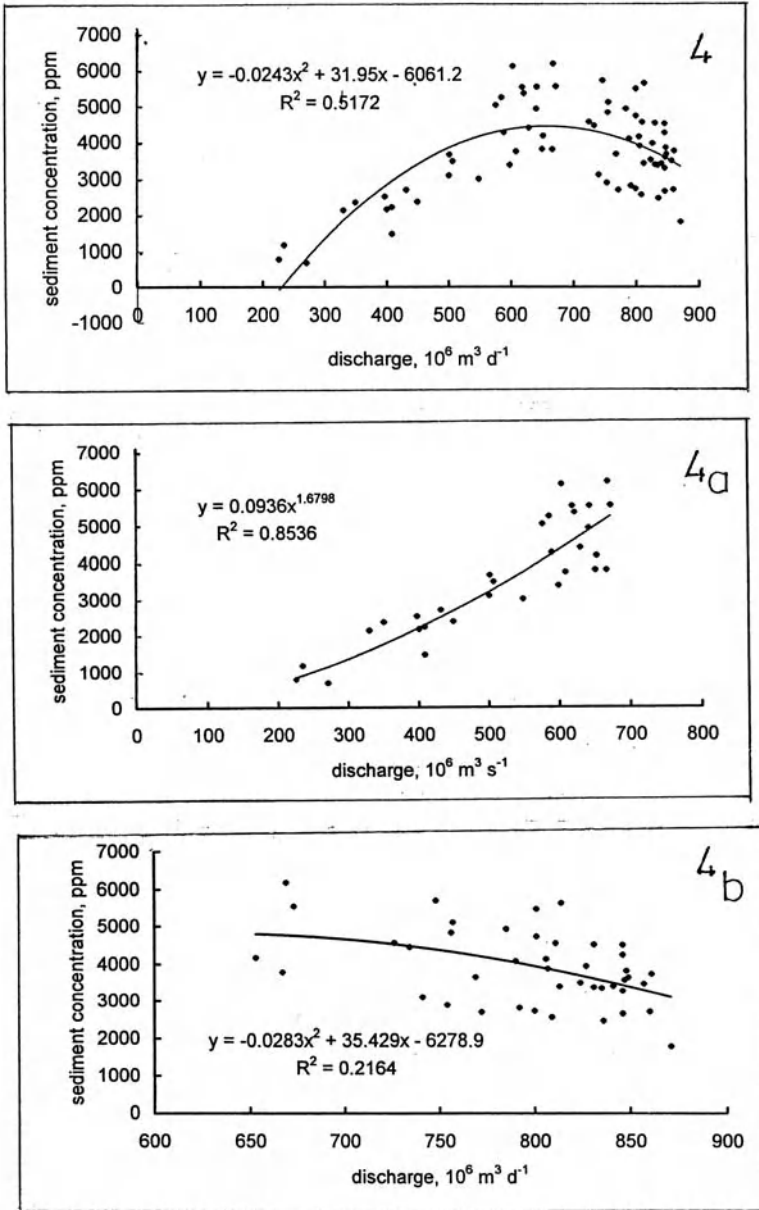 4
7000
6000
5000
4000
3000
2000
1000
0
-1000
sediment concentration, ppm
y = -0.0243x² + 31.95x - 6061.2
R² = 0.5172
0 100 200 300 400 500 600 700 800 900
discharge, 10⁶ m³ d⁻¹
4a
7000
6000
5000
4000
3000
2000
1000
0
sediment concentration, ppm
y = 0.0936x¹·⁶⁷⁹⁸
R² = 0.8536
0 100 200 300 400 500 600 700 800
discharge, 10⁶ m³ s⁻¹
4b
7000
6000
5000
4000
3000
2000
1000
0
sediment concentration, ppm
y = -0.0283x² + 35.429x - 6278.9
R² = 0.2164
600 650 700 750 800 850 900
discharge, 10⁶ m³ d⁻¹